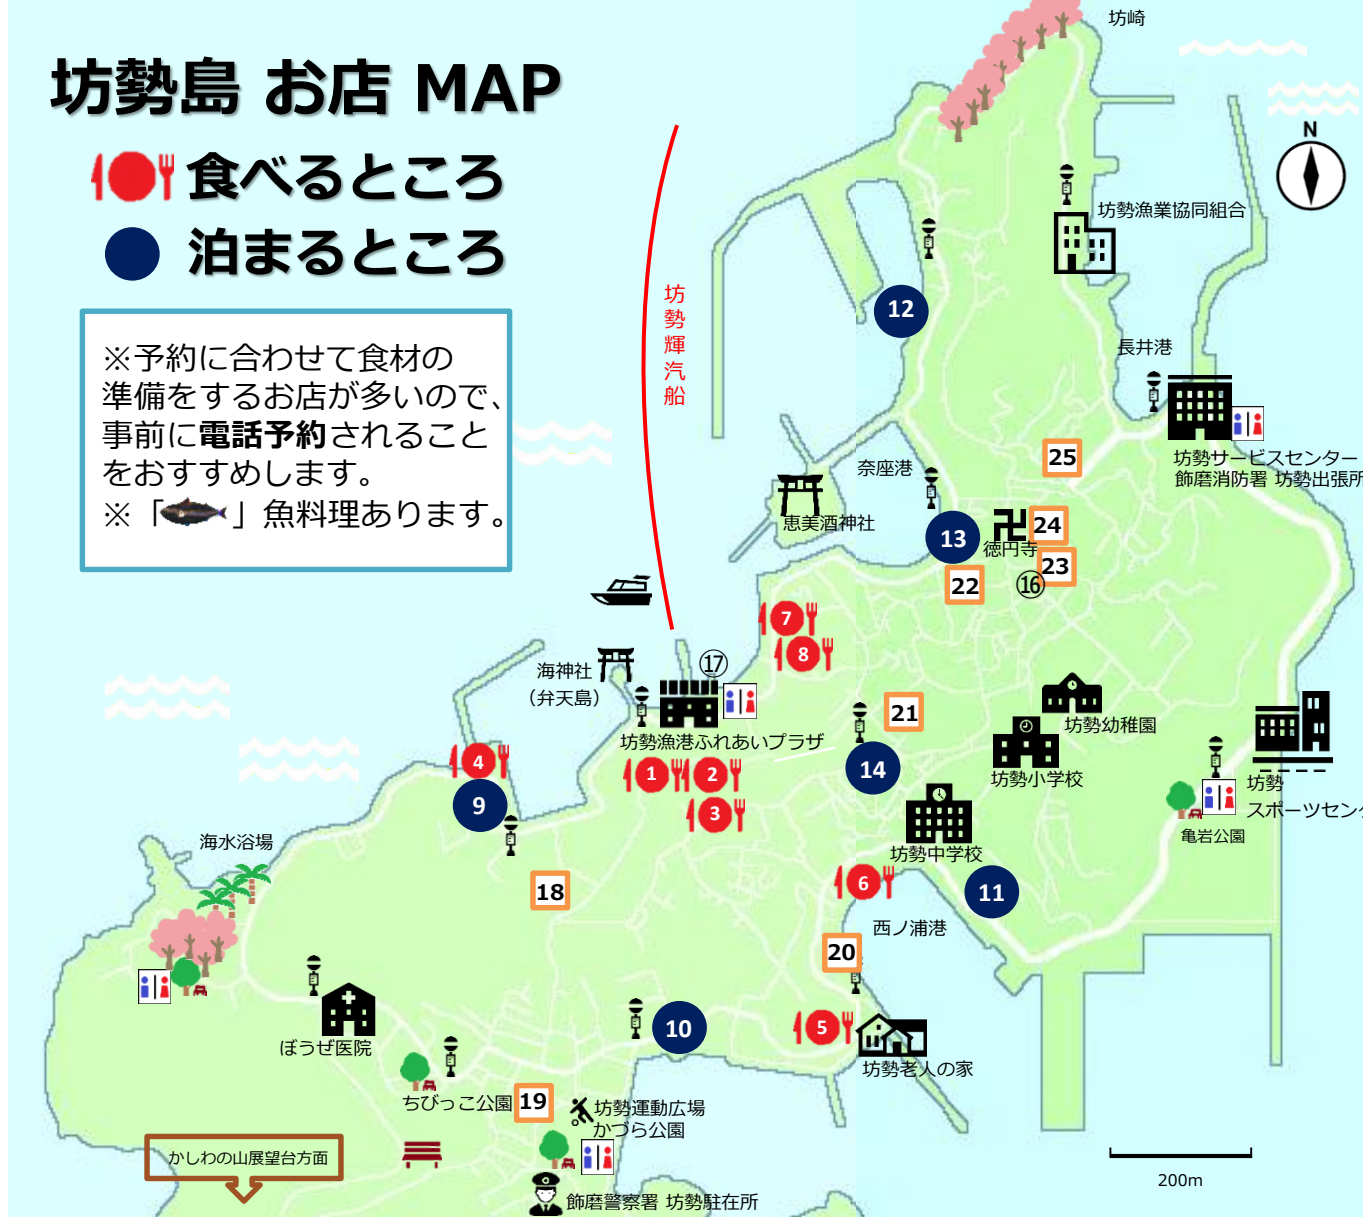 坊勢島 お店 MAP
食べるところ
泊まるところ
※予約に合わせて食材の
準備をするお店が多いので、
事前に電話予約されること
をおすすめします。
※「」魚料理あります。
坊崎
N
坊勢漁業協同組合
坊勢輝汽船
12
長井港
25
坊勢サービスセンター
飾磨消防署 坊勢出張所
奈座港
恵美酒神社
13
24
徳円寺
23
22
⑯
7
8
海神社
(弁天島)
⑰
坊勢漁港ふれあいプラザ
21
坊勢幼稚園
坊勢小学校
4
1
2
14
9
3
坊勢
スポーツセンタ
亀岩公園
海水浴場
坊勢中学校
6
11
18
西ノ浦港
20
10
5
ぼうぜ医院
坊勢老人の家
ちびっこ公園
19
坊勢運動広場
かづら公園
かしわの山展望台方面
200m
飾磨警察署 坊勢駐在所